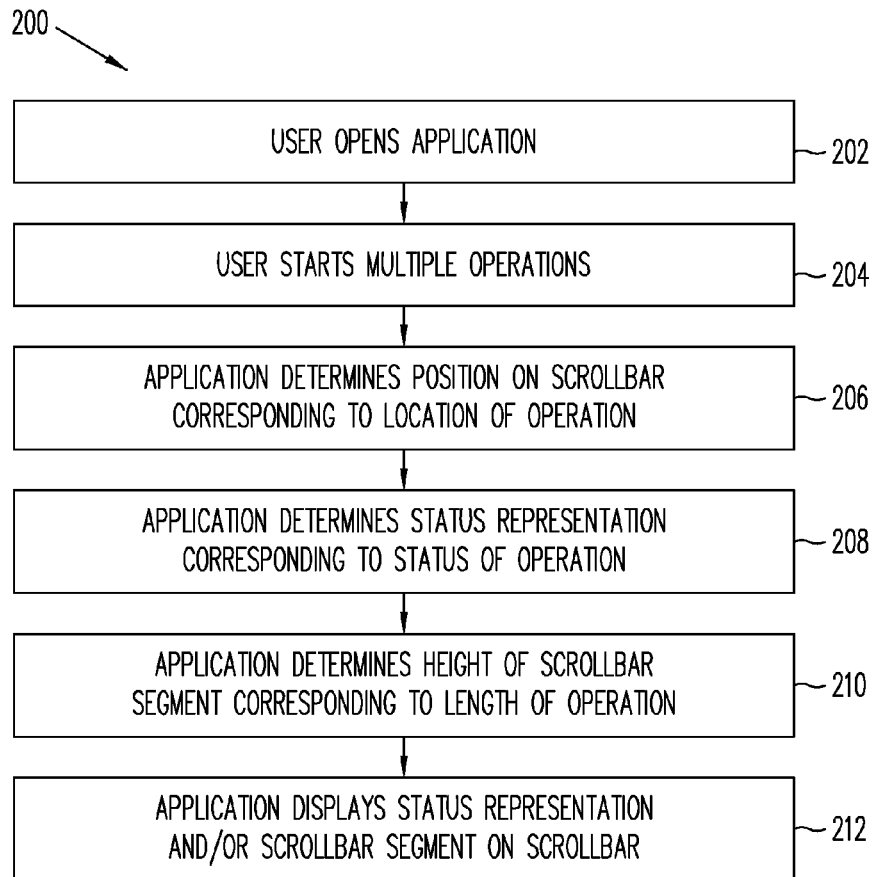 200
USER OPENS APPLICATION
202
USER STARTS MULTIPLE OPERATIONS
204
APPLICATION DETERMINES POSITION ON SCROLLBAR
CORRESPONDING TO LOCATION OF OPERATION
206
APPLICATION DETERMINES STATUS REPRESENTATION
CORRESPONDING TO STATUS OF OPERATION
208
APPLICATION DETERMINES HEIGHT OF SCROLLBAR
SEGMENT CORRESPONDING TO LENGTH OF OPERATION
210
APPLICATION DISPLAYS STATUS REPRESENTATION
AND/OR SCROLLBAR SEGMENT ON SCROLLBAR
212